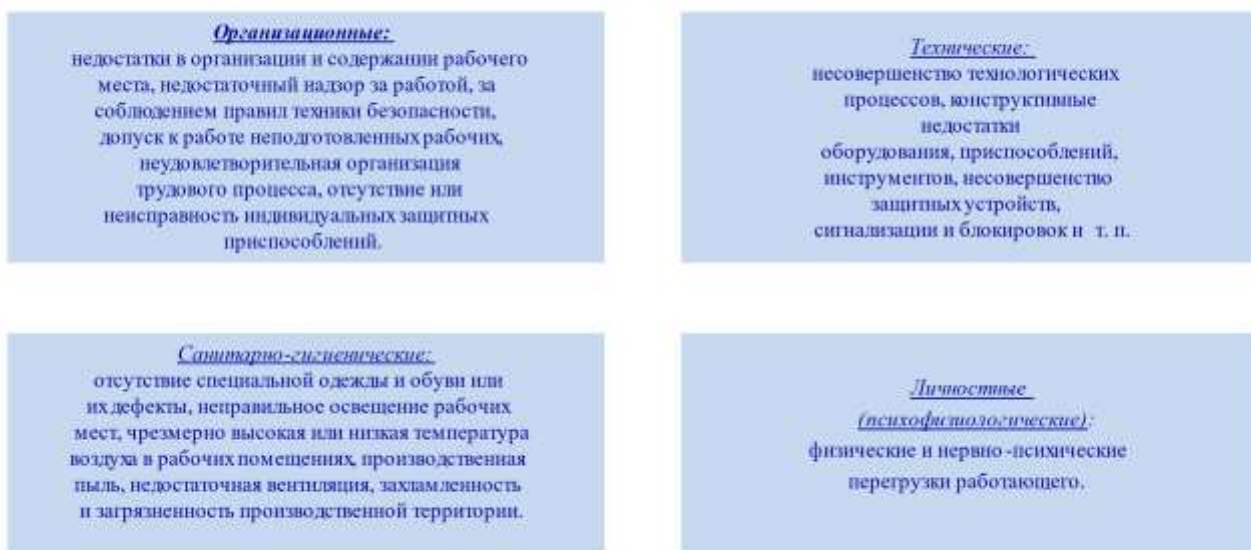 Организационные:
недостатки в организации и содержании рабочего
места, недостаточный надзор за работой, за
соблюдением правил техники безопасности,
допуск к работе неподготовленных рабочих,
неудовлетворительная организация
трудового процесса, отсутствие или
неисправность индивидуальных защитных
приспособлений.
Технические:
несовершенство технологических
процессов, конструктивные
недостатки
оборудования, приспособлений,
инструментов, несовершенство
защитных устройств,
сигнализации и блокировок и т. п.
Санитарно-гигиенические:
отсутствие специальной одежды и обуви или
их дефекты, неправильное освещение рабочих
мест, чрезмерно высокая или низкая температура
воздуха в рабочих помещениях, производственная
пыль, недостаточная вентиляция, захламленность
и загрязненность производственной территории.
Личностные
(психофизиологические):
физические и нервно-психические
перегрузки работающего.